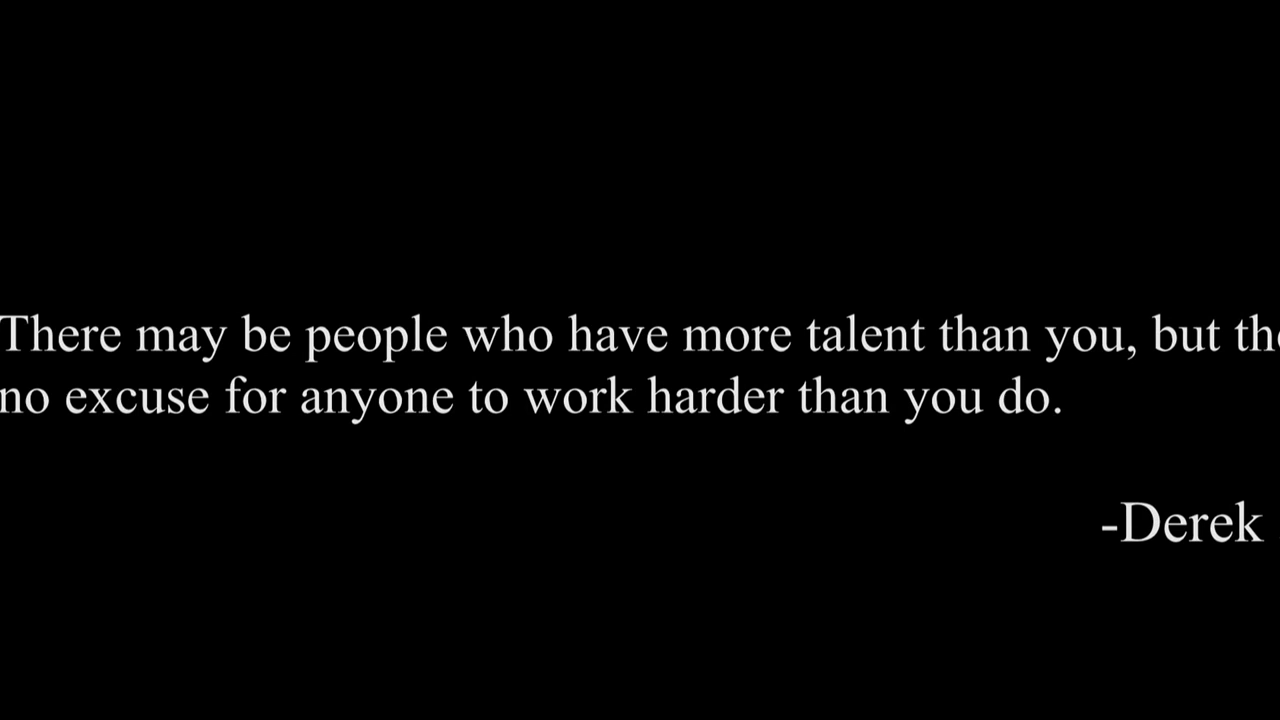 There may be people who have more talent than you, but
no excuse for anyone to work harder than you do.
-Derek